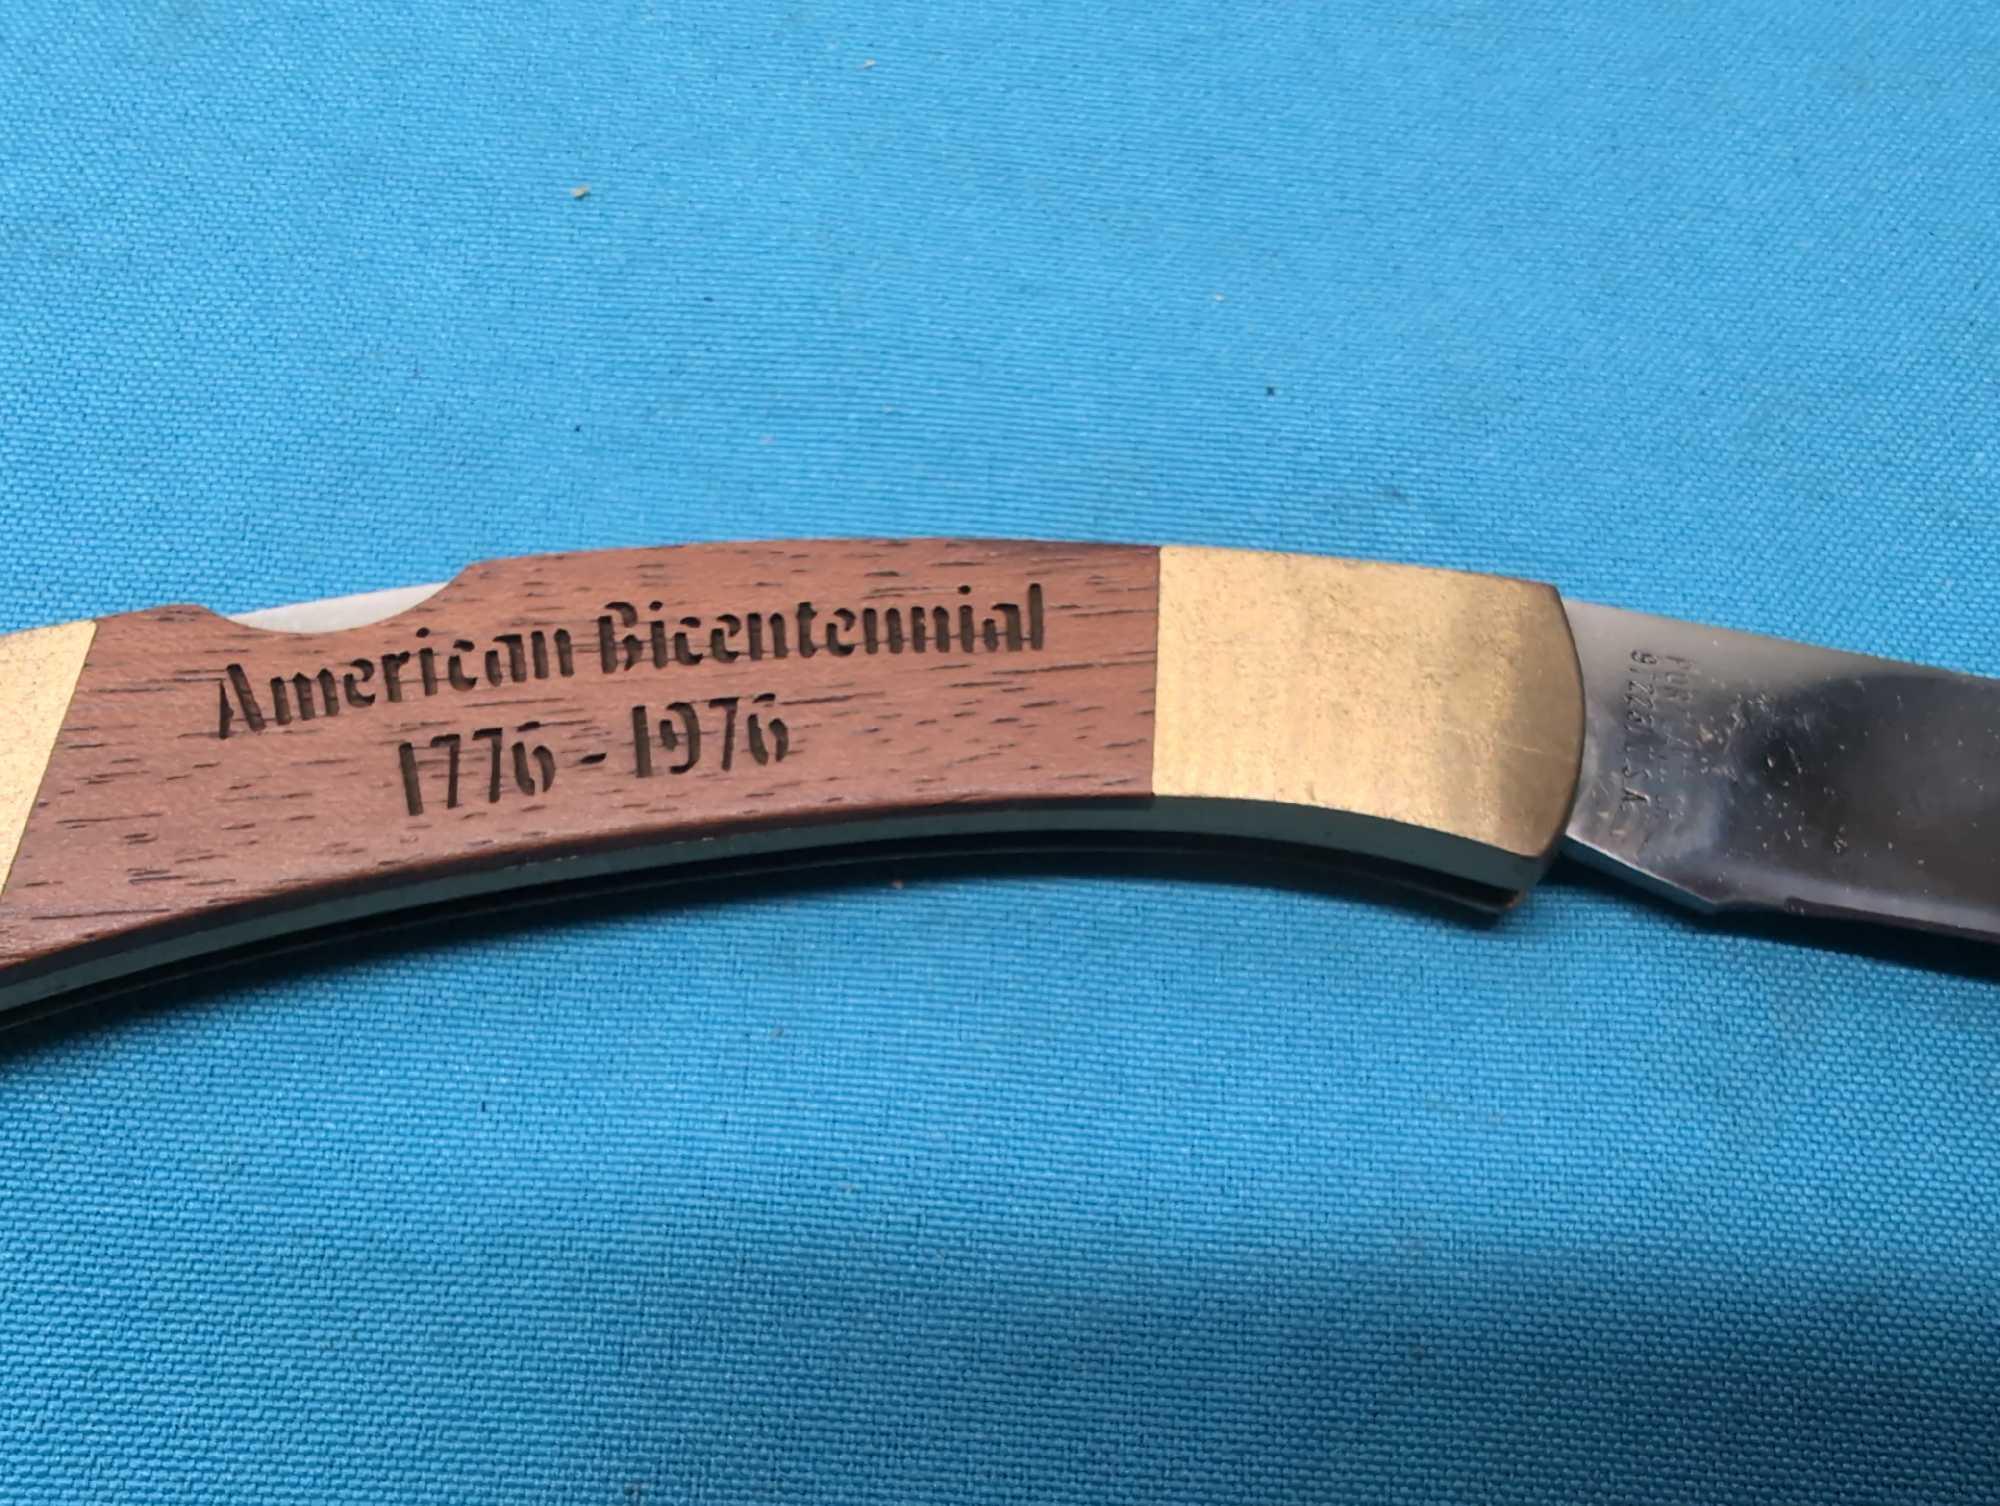 American Bicentennial
1776 - 1976
U.S.A.